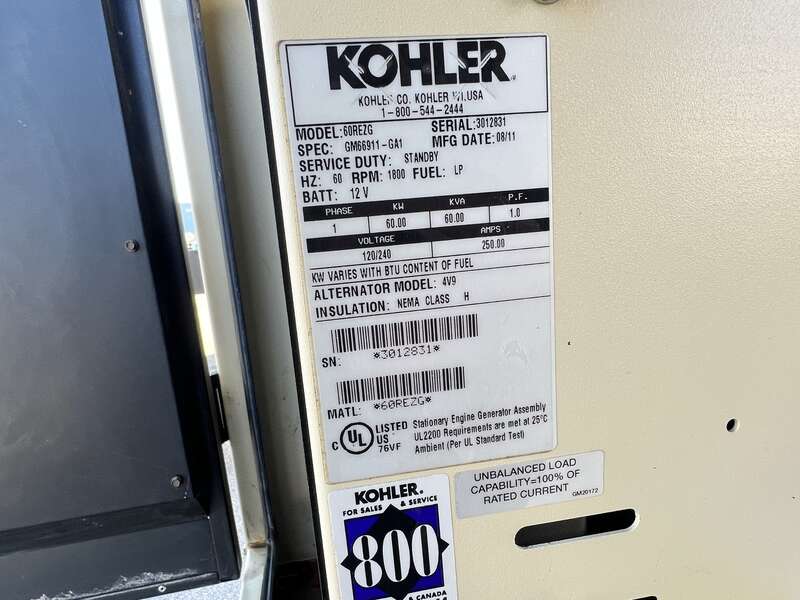 KOHLER
KOHLER CO. KOHLER WI.USA
1-800-544-2444
MODEL: 60REZG SERIAL: 3012831
SPEC: GM66911-GA1 MFG DATE: 08/11
SERVICE DUTY: STANDBY
HZ: 60 RPM: 1800 FUEL: LP
BATT: 12 V
PHASE KW KVA P.F.
1 60.00 60.00 1.0
VOLTAGE AMPS
120/240 250.00
KW VARIES WITH BTU CONTENT OF FUEL
ALTERNATOR MODEL: 4V9
INSULATION: NEMA CLASS H
SN: *3012831*
MATL: *60REZG*
C UL LISTED US 76VF
Stationary Engine Generator Assembly
UL2200 Requirements are met at 25°C
Ambient (Per UL Standard Test)
UNBALANCED LOAD
CAPABILITY=100% OF
RATED CURRENT
GM20172
KOHLER.
FOR SALES & SERVICE
800
& CANADA